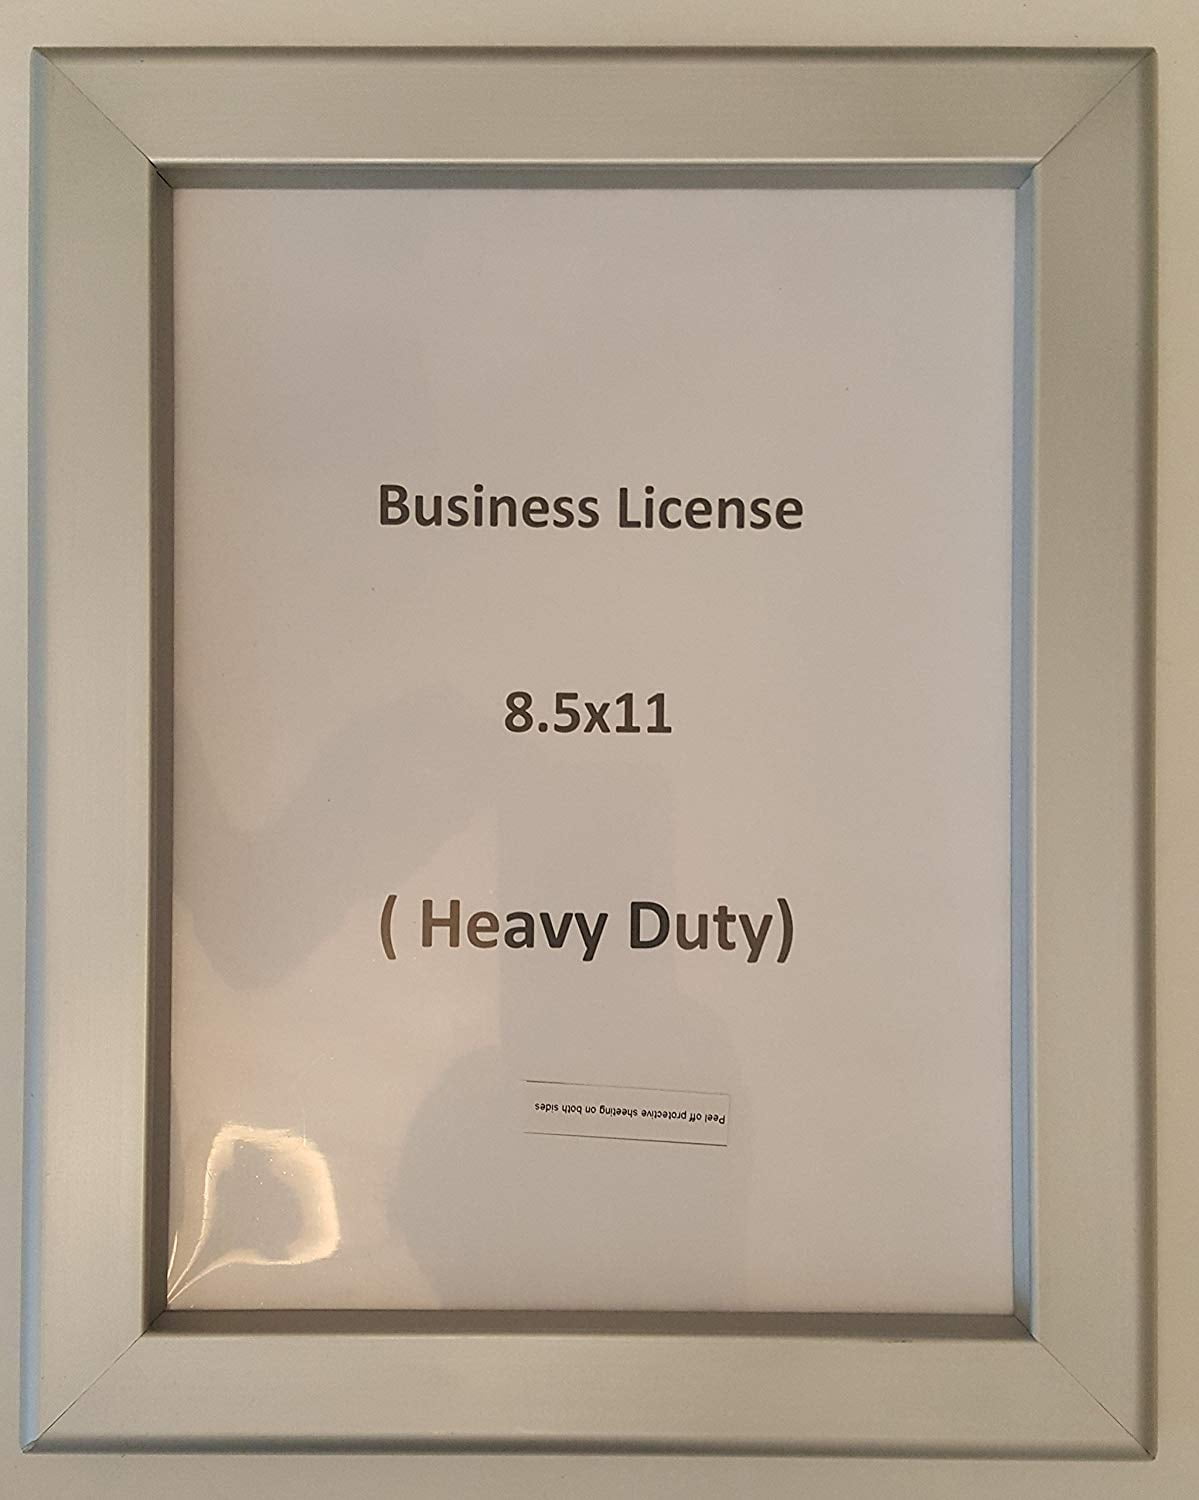 Business License
8.5x11
( Heavy Duty)
Peel off protective sheeting on both sides